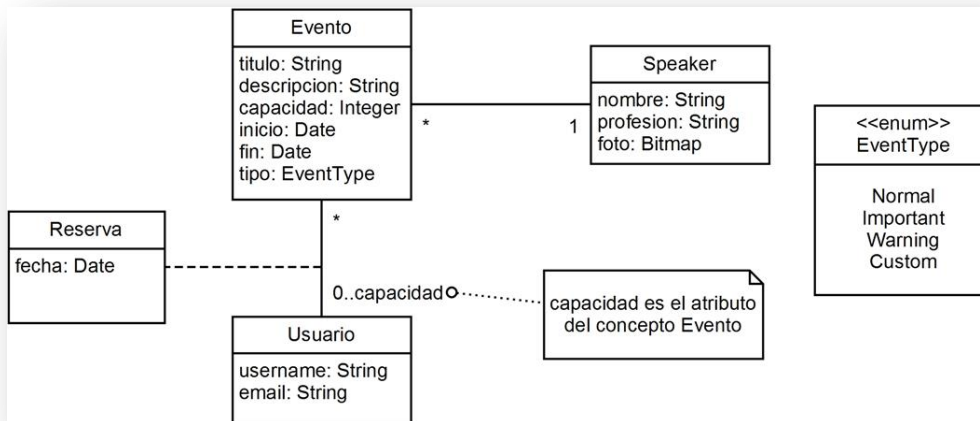 Evento
titulo: String
descripcion: String
capacidad: Integer
inicio: Date
fin: Date
tipo: EventType
*
1
Speaker
nombre: String
profesion: String
foto: Bitmap
<<enum>>
EventType
Normal
Important
Warning
Custom
*
Reserva
fecha: Date
0..capacidad
capacidad es el atributo
del concepto Evento
Usuario
username: String
email: String